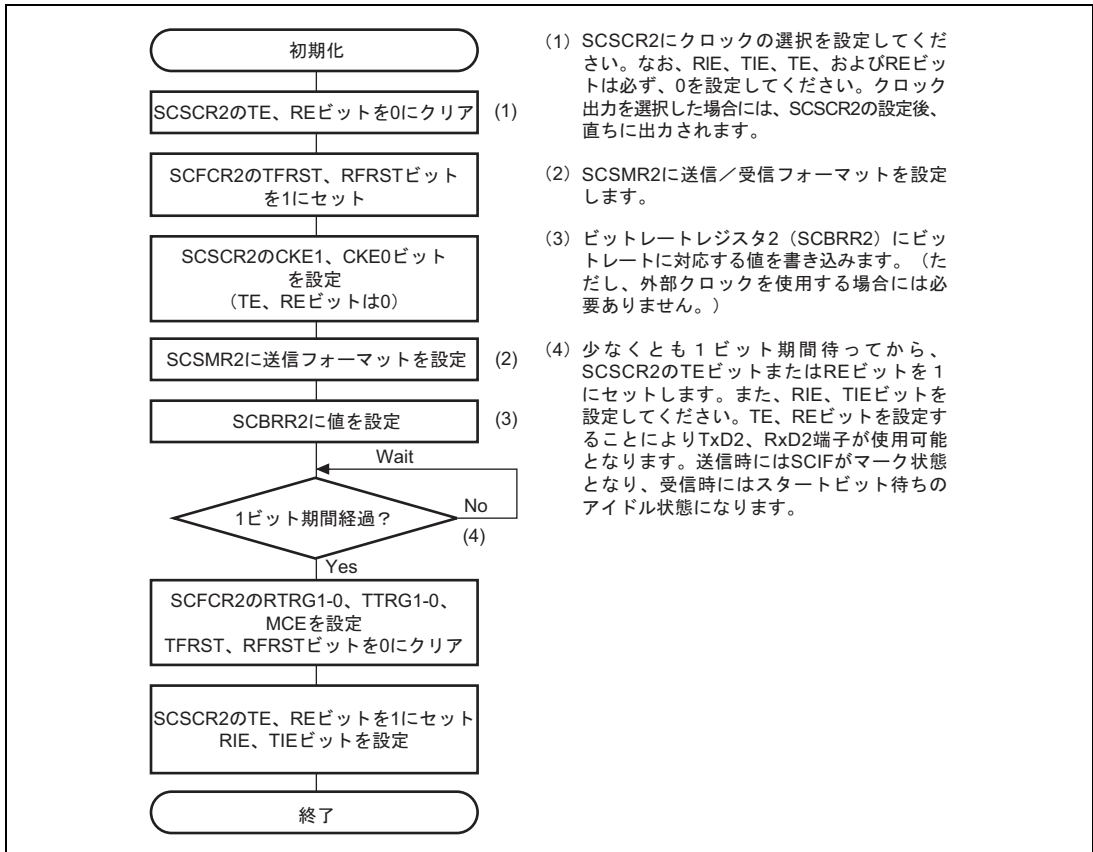 初期化
SCSCR2のTE、REビットを0にクリア (1)
SCFCR2のTFRST、RFRSTビット
を1にセット
SCSCR2のCKE1、CKE0ビット
を設定
(TE、REビットは0)
SCSMR2に送信フォーマットを設定 (2)
SCBRR2に値を設定 (3)
Wait
1ビット期間経過？
No
(4)
Yes
SCFCR2のRTRG1-0、TTRG1-0、
MCEを設定
TFRST、RFRSTビットを0にクリア
SCSCR2のTE、REビットを1にセット
RIE、TIEビットを設定
終了
(1) SCSCR2にクロックの選択を設定してくだ
さい。なお、RIE、TIE、TE、およびREビッ
トは必ず、0を設定してください。クロック
出力を選択した場合には、SCSCR2の設定後、
直ちに出力されます。
(2) SCSMR2に送信／受信フォーマットを設定
します。
(3) ビットレートレジスタ2（SCBRR2）にビッ
トレートに対応する値を書き込みます。（た
だし、外部クロックを使用する場合には必
要ありません。）
(4) 少なくとも１ビット期間待ってから、
SCSCR2のTEビットまたはREビットを１
にセットします。また、RIE、TIEビットを
設定してください。TE、REビットを設定す
ることによりTxD2、RxD2端子が使用可能
となります。送信時にはSCIFがマーク状態
となり、受信時にはスタートビット待ちの
アイドル状態になります。